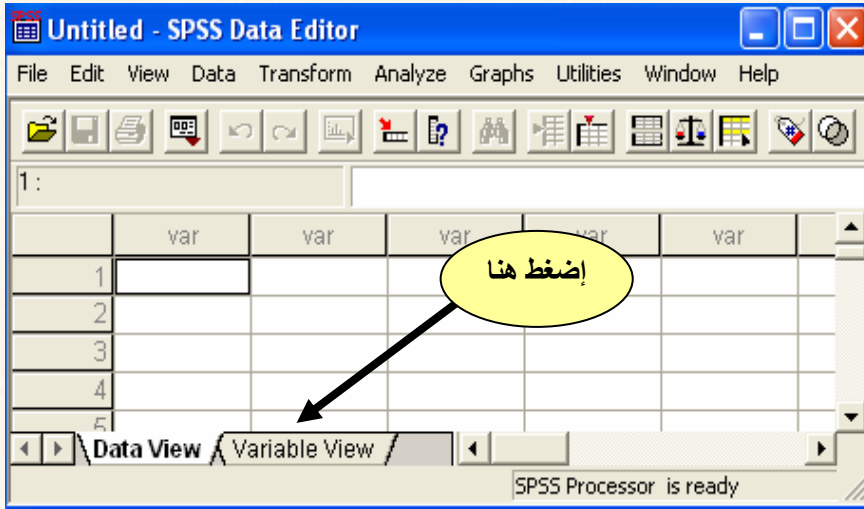 SPSS Untitled - SPSS Data Editor
File Edit View Data Transform Analyze Graphs Utilities Window Help
1 :
var var var var var
1
إضغط هنا
2
3
4
5
Data View Variable View
SPSS Processor is ready